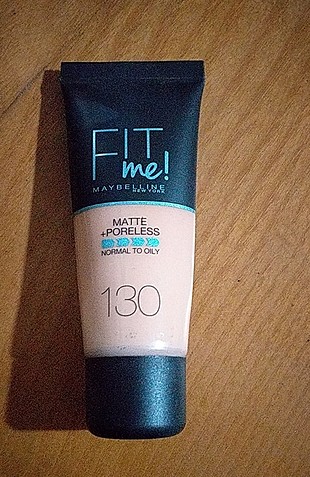 FIT
me!
MAYBELLINE
NEW YORK
MATTE
+PORELESS
NORMAL TO OILY
130